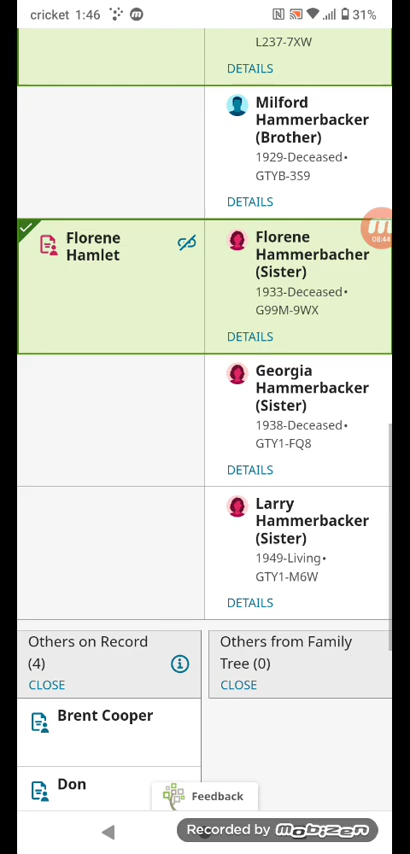 cricket 1:46 31%
L237-7XW
DETAILS
Milford
Hammerbacker
(Brother)
1929-Deceased•
GTYB-3S9
DETAILS
Florene
Hamlet
Florene
Hammerbacher
(Sister)
1933-Deceased•
G99M-9WX
DETAILS
08:44
Georgia
Hammerbacker
(Sister)
1938-Deceased•
GTY1-FQ8
DETAILS
Larry
Hammerbacker
(Sister)
1949-Living•
GTY1-M6W
DETAILS
Others on Record
(4)
CLOSE
Others from Family
Tree (0)
CLOSE
Brent Cooper
Don
Feedback
Recorded by mobizen